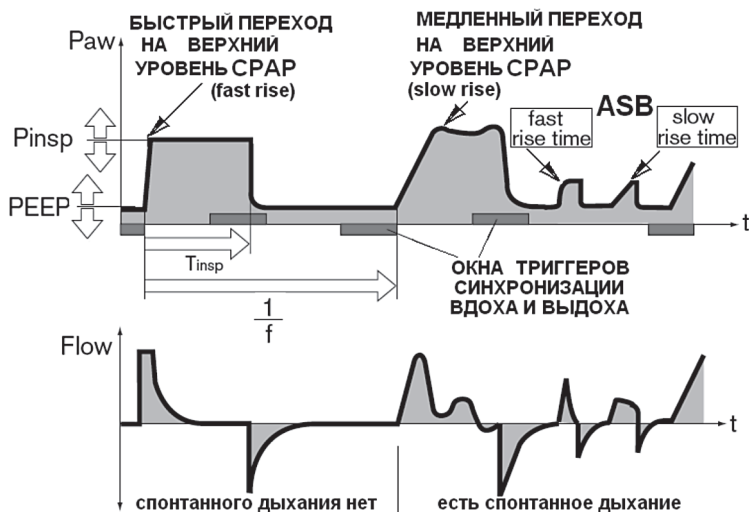 БЫСТРЫЙ ПЕРЕХОД
НА ВЕРХНИЙ
УРОВЕНЬ CPAP
(fast rise)
МЕДЛЕННЫЙ ПЕРЕХОД
НА ВЕРХНИЙ
УРОВЕНЬ CPAP
(slow rise)
Paw
ASB
fast
rise time
slow
rise time
Pinsp
PEEP
t
Tinsp
ОКНА ТРИГГЕРОВ
СИНХРОНИЗАЦИИ
ВДОХА И ВЫДОХА
1
f
Flow
t
спонтанного дыхания нет
есть спонтанное дыхание